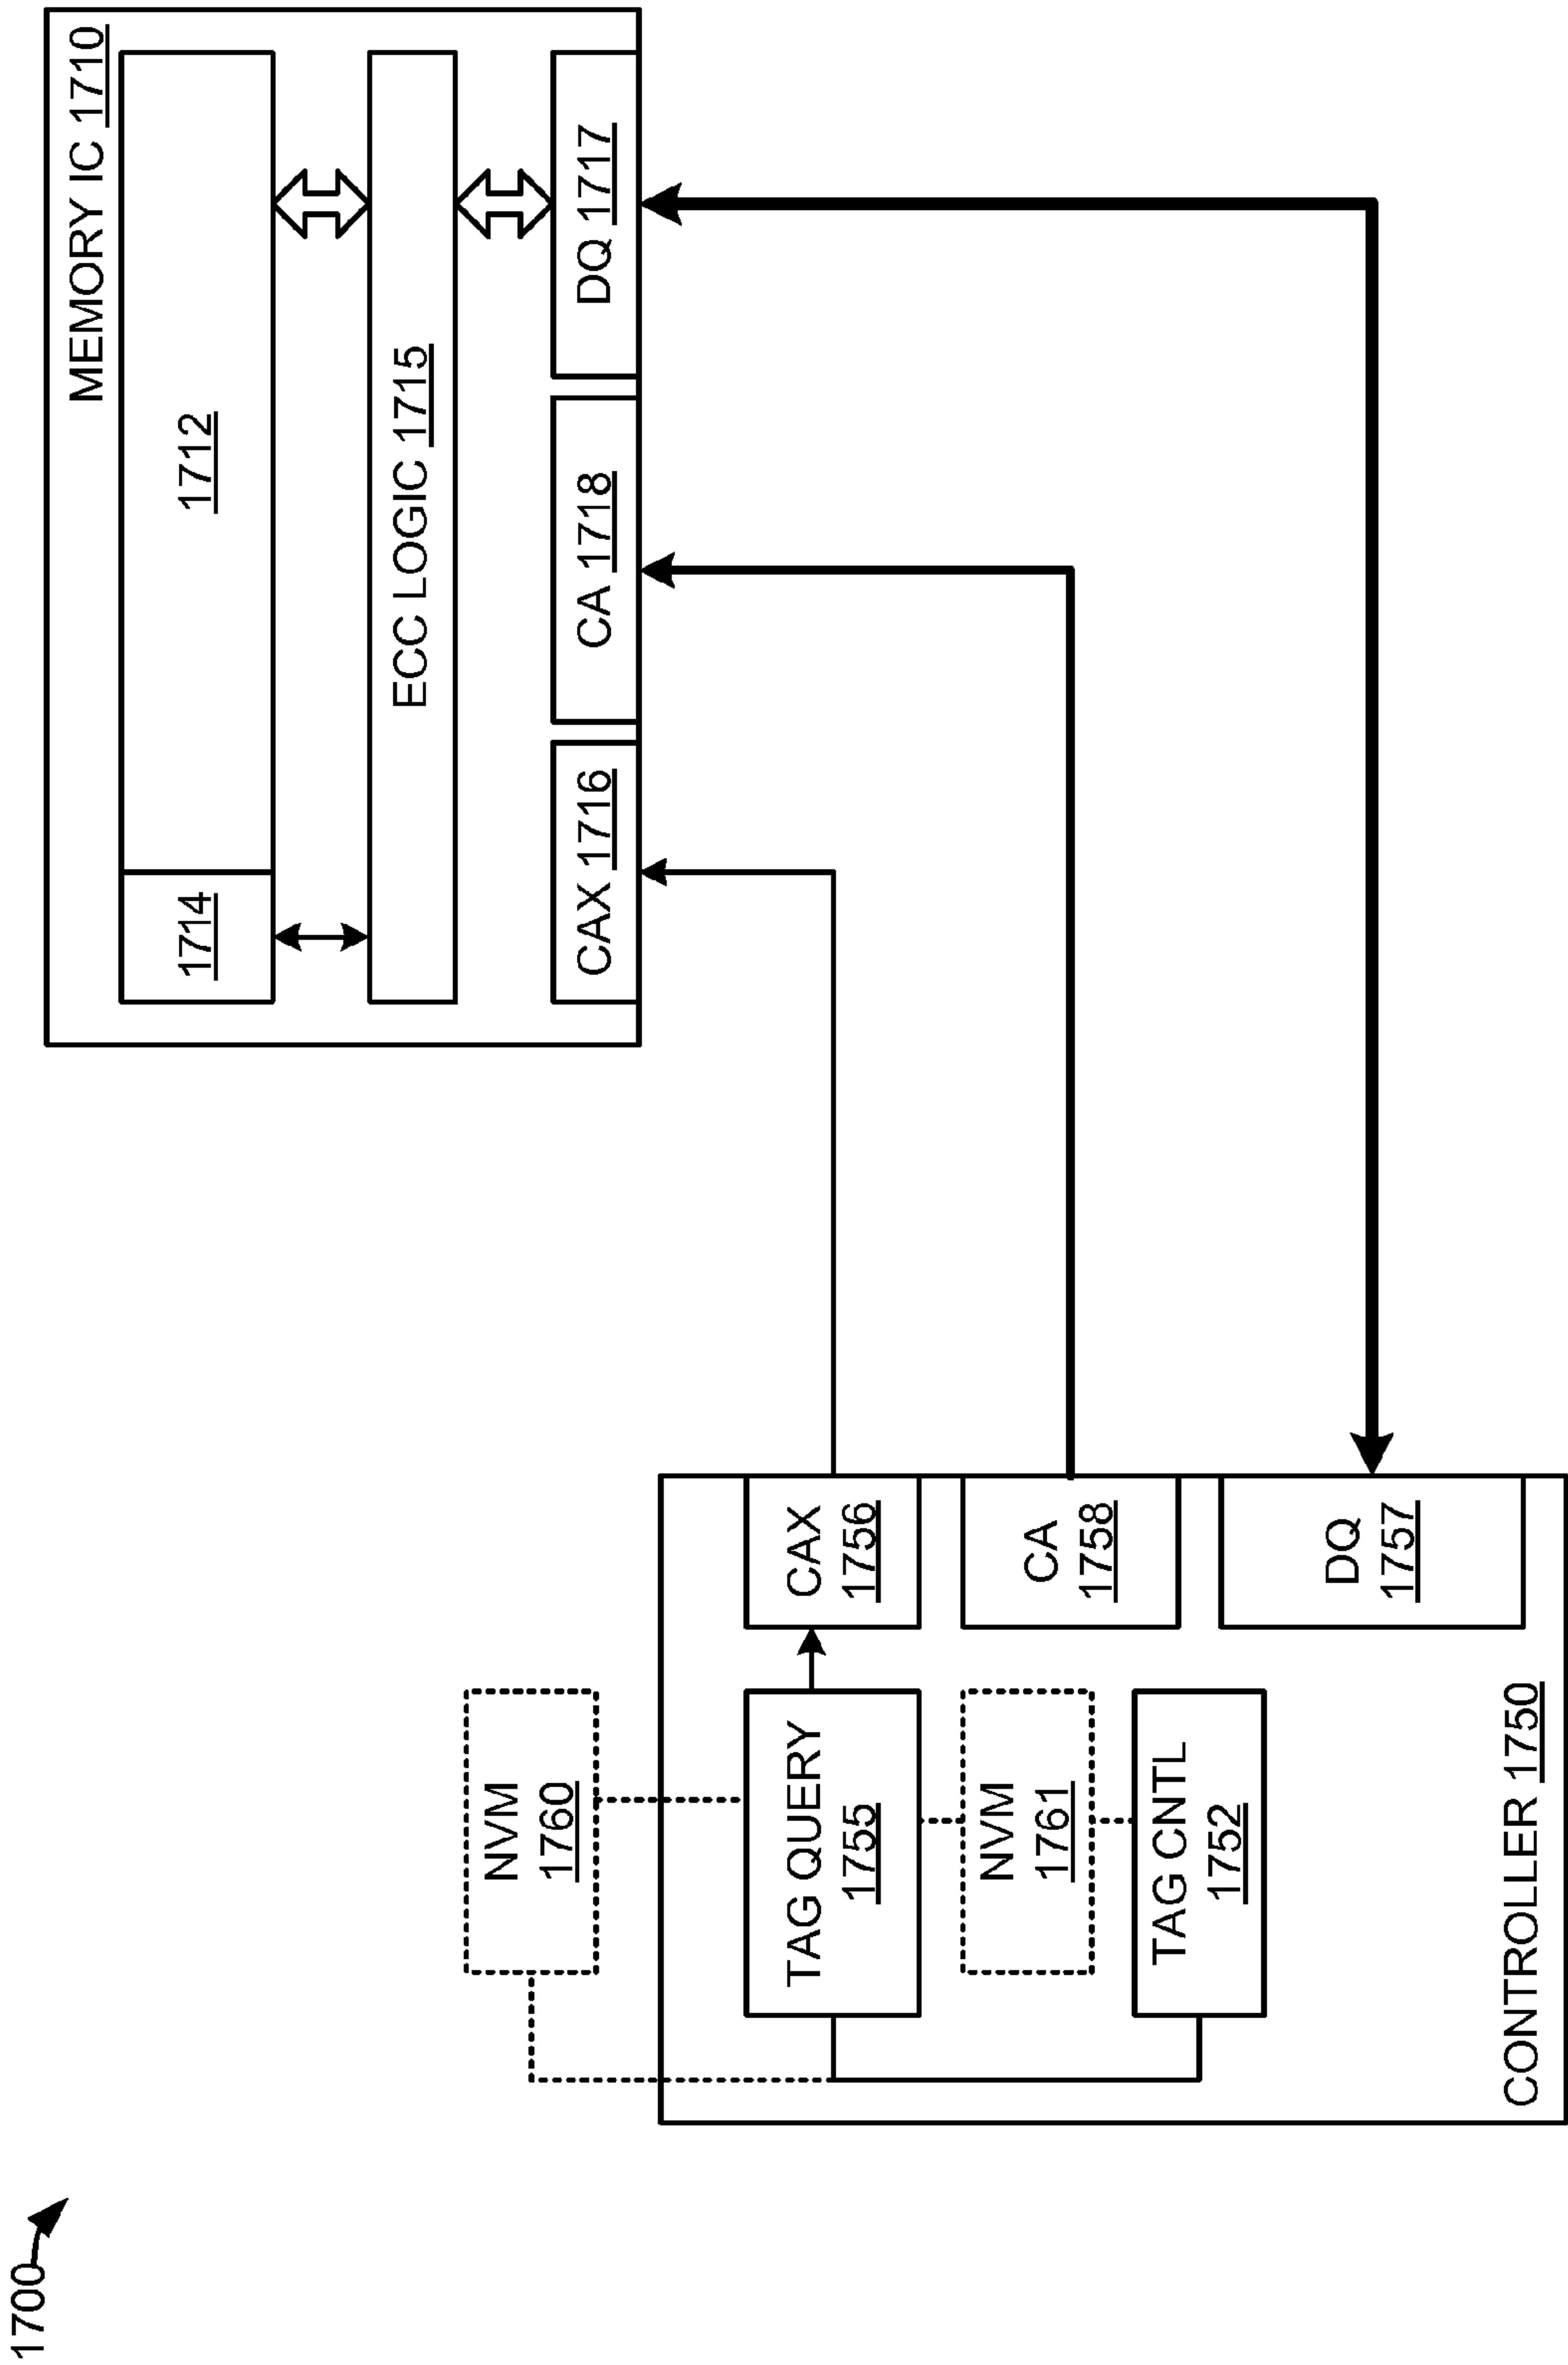 1700
MEMORY IC 1710
1714
1712
ECC LOGIC 1715
CAX 1716
CA 1718
DQ 1717
NVM
1760
TAG QUERY
1755
CAX
1756
NVM
1761
CA
1758
TAG CNTL
1752
DQ
1757
CONTROLLER 1750